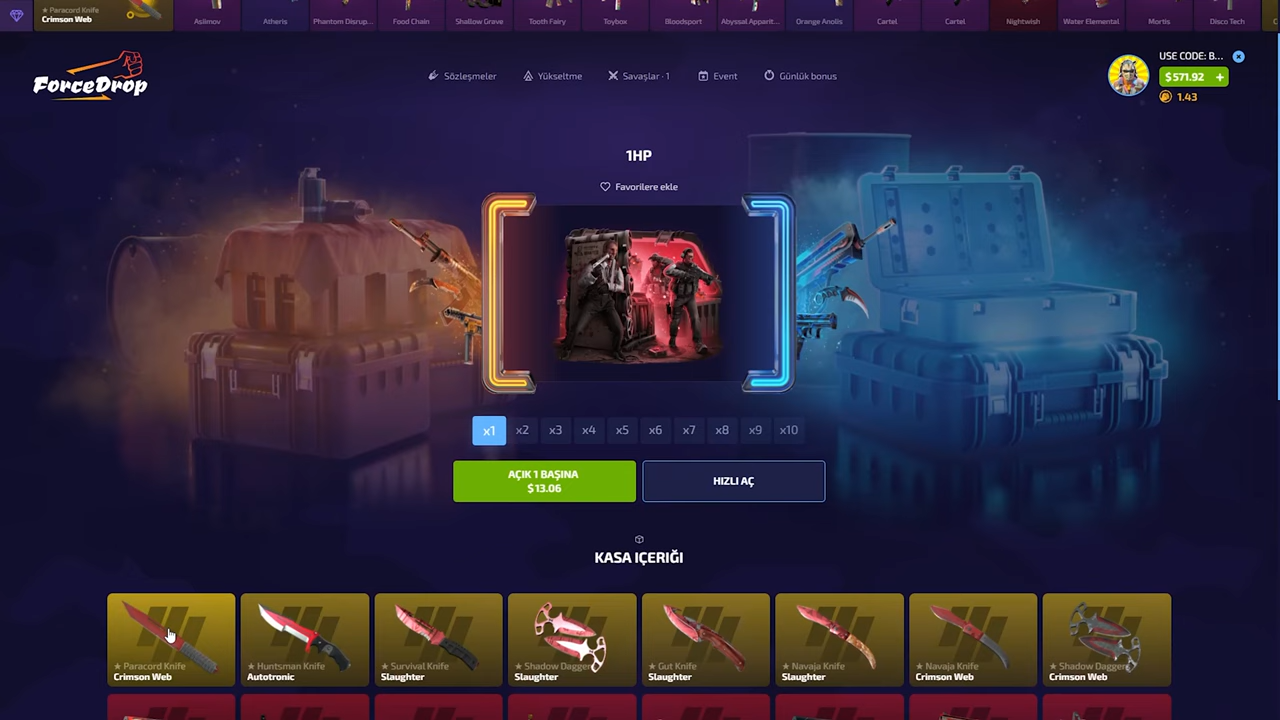 ★ Paracord Knife
Crimson Web
Asiimov
Atheris
Phantom Disrup...
Food Chain
Shallow Grave
Tooth Fairy
Toybox
Bloodsport
Abyssal Apparit...
Orange Anolis
Cartel
Cartel
Nightwish
Water Elemental
Mortis
Disco Tech
ForceDrop
Sözleşmeler
Yükseltme
Savaşlar · 1
Event
Günlük bonus
USE CODE: B...
$571.92 +
1.43
1HP
Favorilere ekle
x1
x2
x3
x4
x5
x6
x7
x8
x9
x10
AÇIK 1 BAŞINA
$13.06
HIZLI AÇ
KASA IÇERIĞI
★ Paracord Knife
Crimson Web
★ Huntsman Knife
Autotronic
★ Survival Knife
Slaughter
★ Shadow Daggers
Slaughter
★ Gut Knife
Slaughter
★ Navaja Knife
Slaughter
★ Navaja Knife
Crimson Web
★ Shadow Daggers
Crimson Web